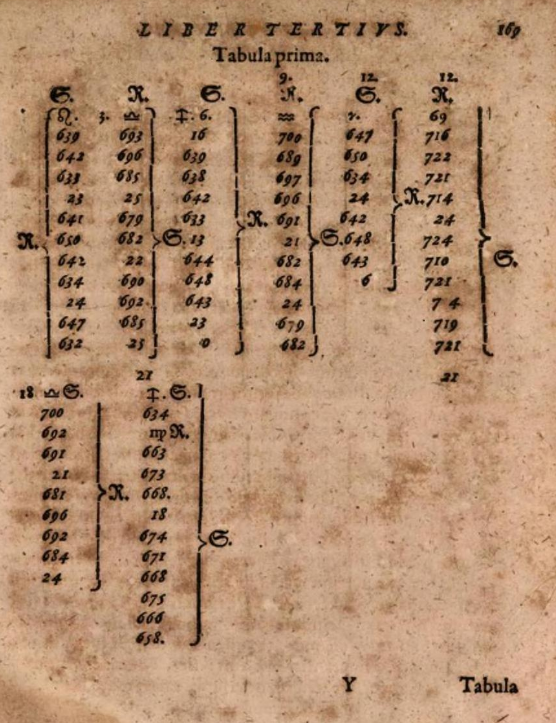 LIBER TERTIVS. 169
Tabula prima.
9. 12. 12.
S. R. S. R. S. R.
♌. 3. ♎ ‡. 6. ♒ ♈. 69
639 693 16 700 647 716
642 696 639 689 650 722
633 685 638 697 634 721
23 25 642 696 24 R. 714
641 679 633 R. 691 642 24
R. 650 682 S. 13 21 S. 648 724
642 22 644 682 643 710 S.
634 690 648 684 6 721
24 692 643 24 7 4
647 685 23 679 719
632 25 0 682 721
21 21
18 ♎ S. ‡. S.
700 634
692 ♍ R.
691 663
21 673
681 R. 668.
696 18
692 674 S.
684 671
24 668
675
666
658.
Y Tabula